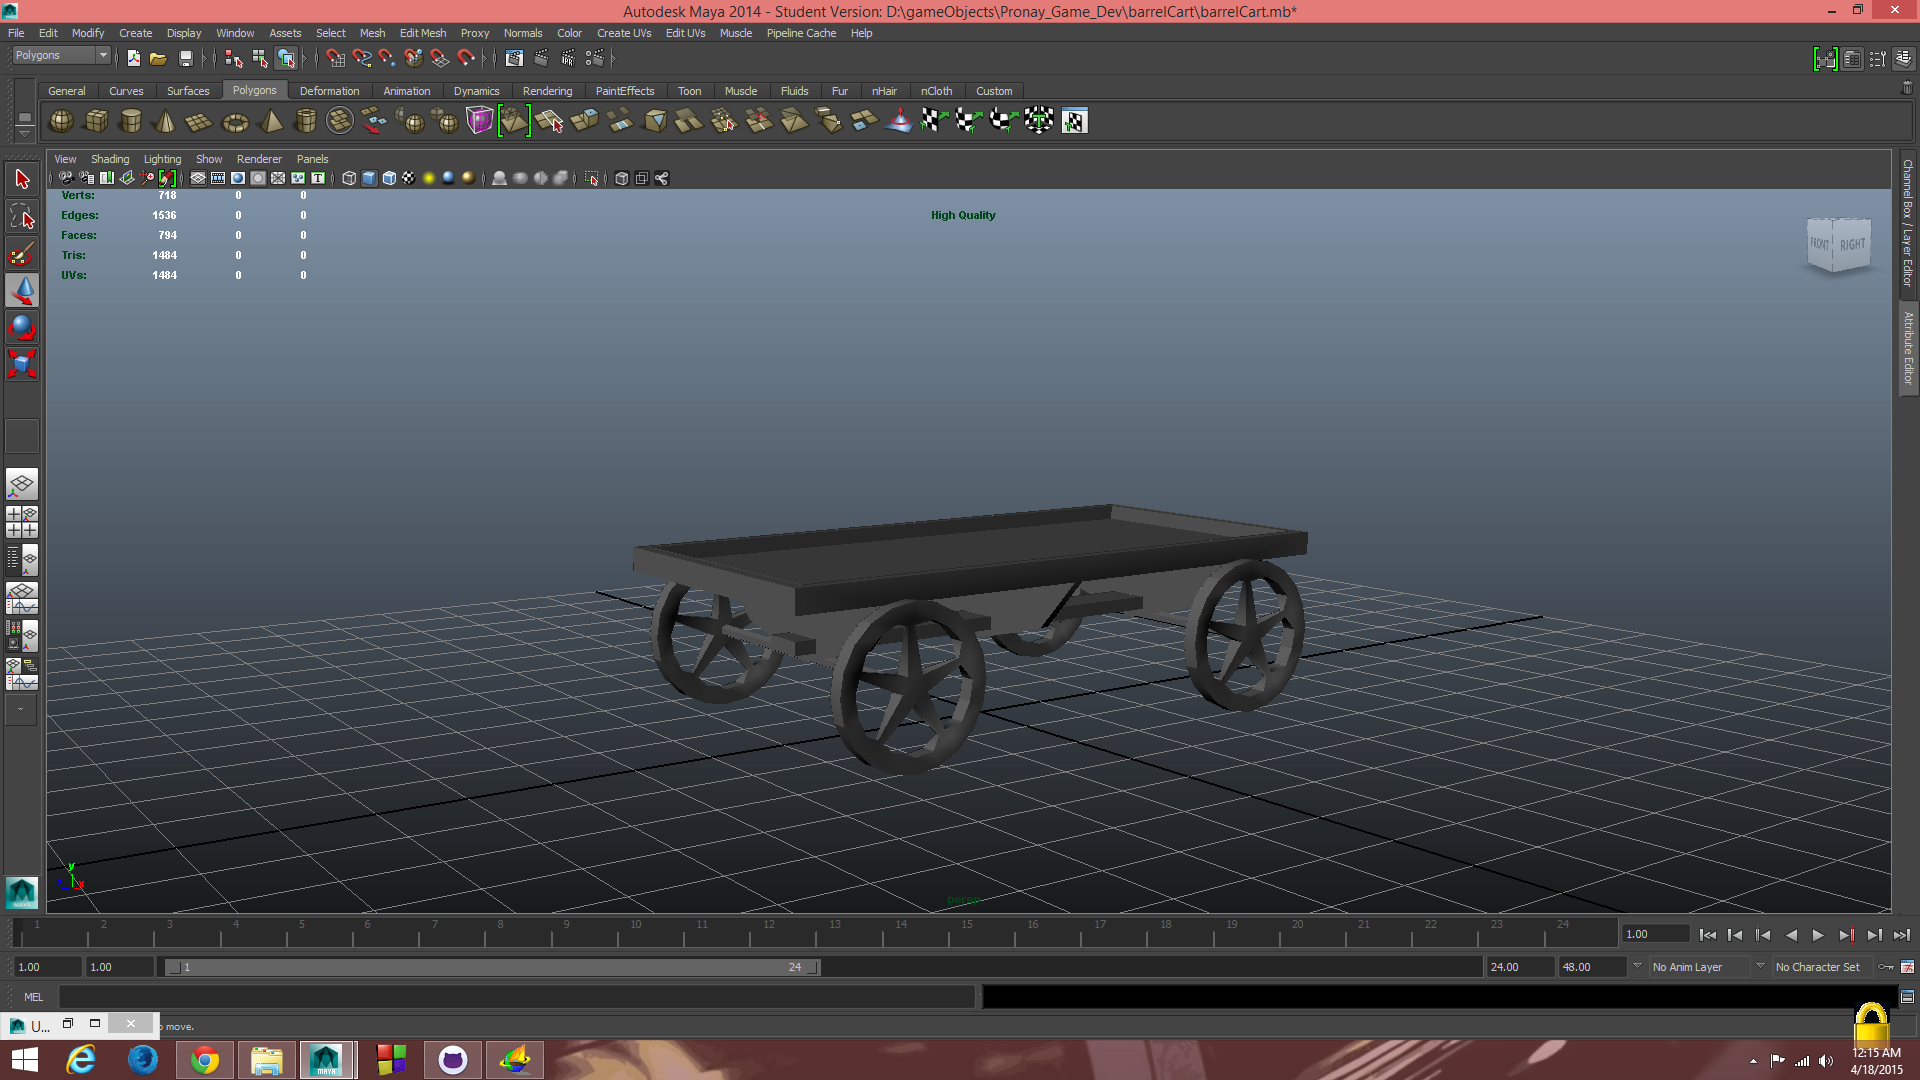 Autodesk Maya 2014 - Student Version: D:\gameObjects\Pronay_Game_Dev\barrelCart\barrelCart.mb*
File Edit Modify Create Display Window Assets Select Mesh Edit Mesh Proxy Normals Color Create UVs Edit UVs Muscle Pipeline Cache Help
Polygons
General Curves Surfaces Polygons Deformation Animation Dynamics Rendering PaintEffects Toon Muscle Fluids Fur nHair nCloth Custom
View Shading Lighting Show Renderer Panels
Verts: 718 0 0
Edges: 1536 0 0
Faces: 794 0 0
Tris: 1484 0 0
UVs: 1484 0 0
High Quality
FRONT RIGHT
Channel Box / Layer Editor
Attribute Editor
y
x
persp
MAYA
1 2 3 4 5 6 7 8 9 10 11 12 13 14 15 16 17 18 19 20 21 22 23 24
1.00
1.00 1.00 1 24 24.00 48.00 No Anim Layer No Character Set
MEL
U...
move.
MAYA
12:15 AM
4/18/2015